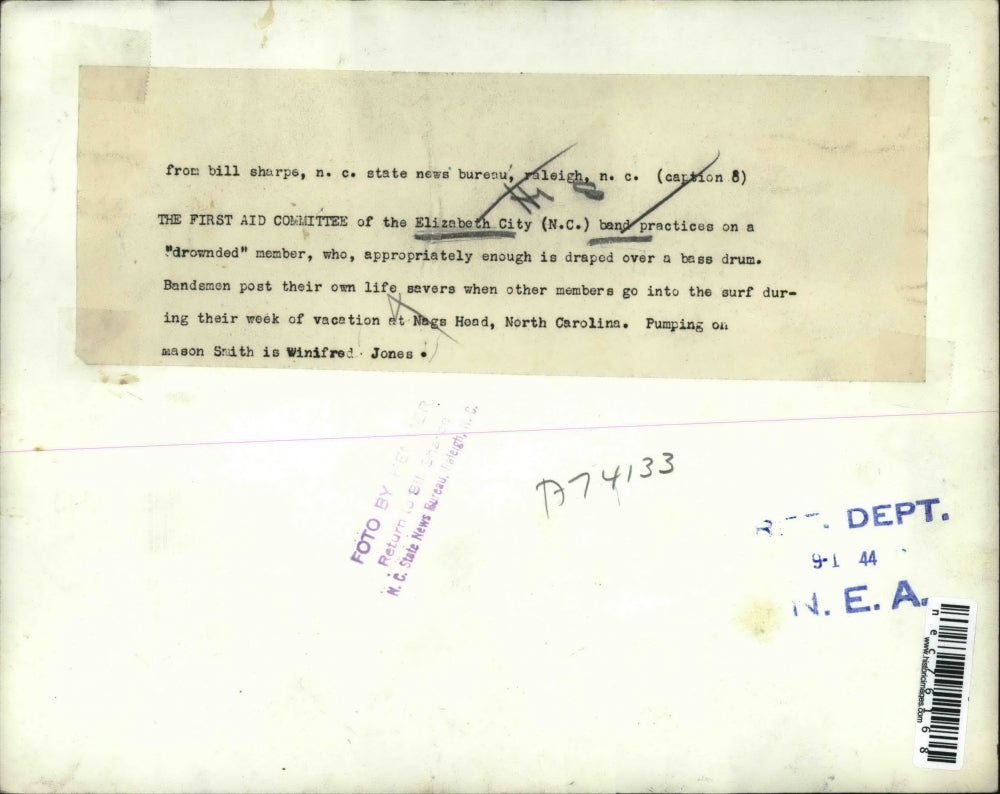 from bill sharpe, n. c. state news bureau, raleigh, n. c. (caption 8)
THE FIRST AID COMMITTEE of the Elizabeth City (N.C.) band practices on a
"drownded" member, who, appropriately enough is draped over a bass drum.
Bandsmen post their own life savers when other members go into the surf dur-
ing their week of vacation at Nags Head, North Carolina. Pumping on
mason Smith is Winifred Jones.
FOTO BY
Return to Bill Sharpe
N. C. State News Bureau, Raleigh, N. C.
A74133
DEPT.
9-1 44
N. E. A.
www.historicimages.com